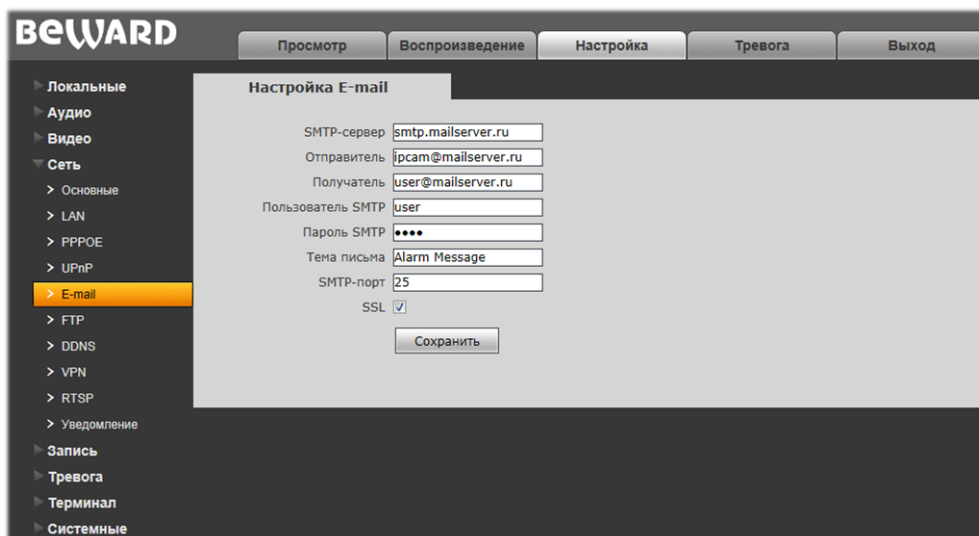 BEWARD
Просмотр Воспроизведение Настройка Тревога Выход
Локальные
Аудио
Видео
Сеть
Основные
LAN
PPPOE
UPnP
E-mail
FTP
DDNS
VPN
RTSP
Уведомление
Запись
Тревога
Терминал
Системные
Настройка E-mail
SMTP-сервер smtp.mailserver.ru
Отправитель ipcam@mailserver.ru
Получатель user@mailserver.ru
Пользователь SMTP user
Пароль SMTP ••••
Тема письма Alarm Message
SMTP-порт 25
SSL
Сохранить